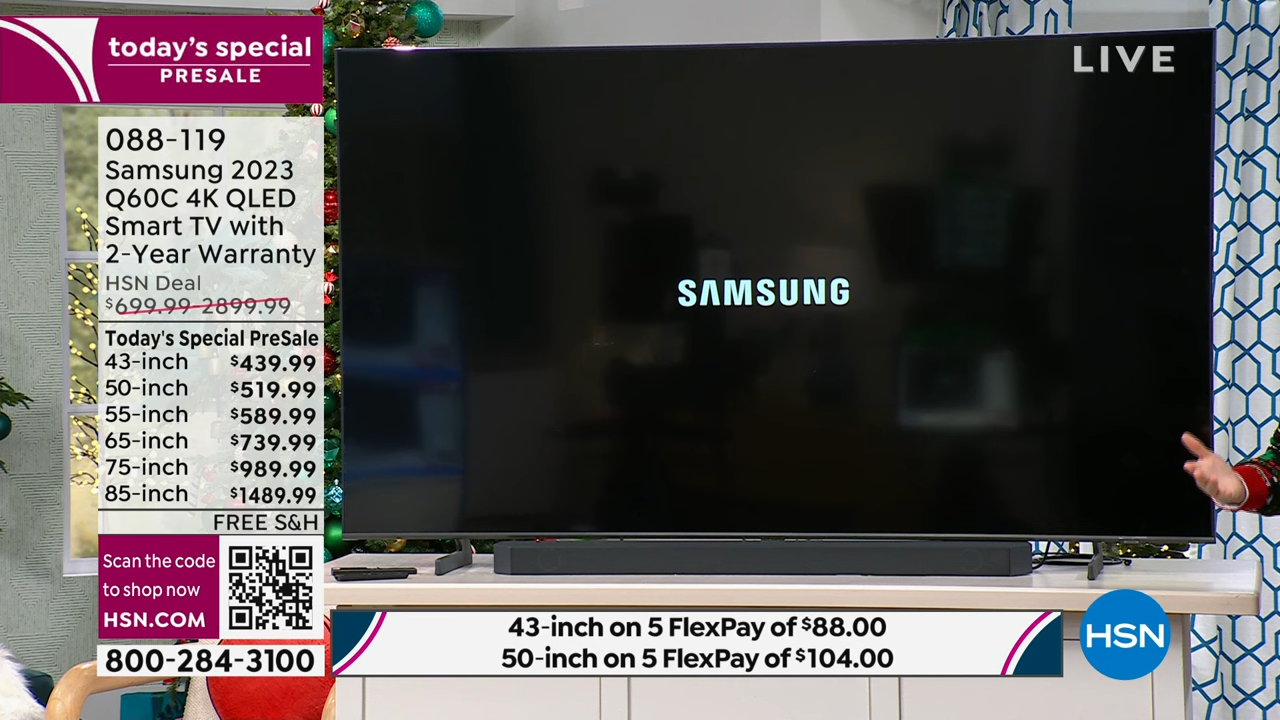 today's special
PRESALE
LIVE
088-119
Samsung 2023
Q60C 4K QLED
Smart TV with
2-Year Warranty
HSN Deal
$699.99-2899.99
Today's Special PreSale
43-inch $439.99
50-inch $519.99
55-inch $589.99
65-inch $739.99
75-inch $989.99
85-inch $1489.99
FREE S&H
Scan the code
to shop now
HSN.COM
800-284-3100
SAMSUNG
43-inch on 5 FlexPay of $88.00
50-inch on 5 FlexPay of $104.00
HSN